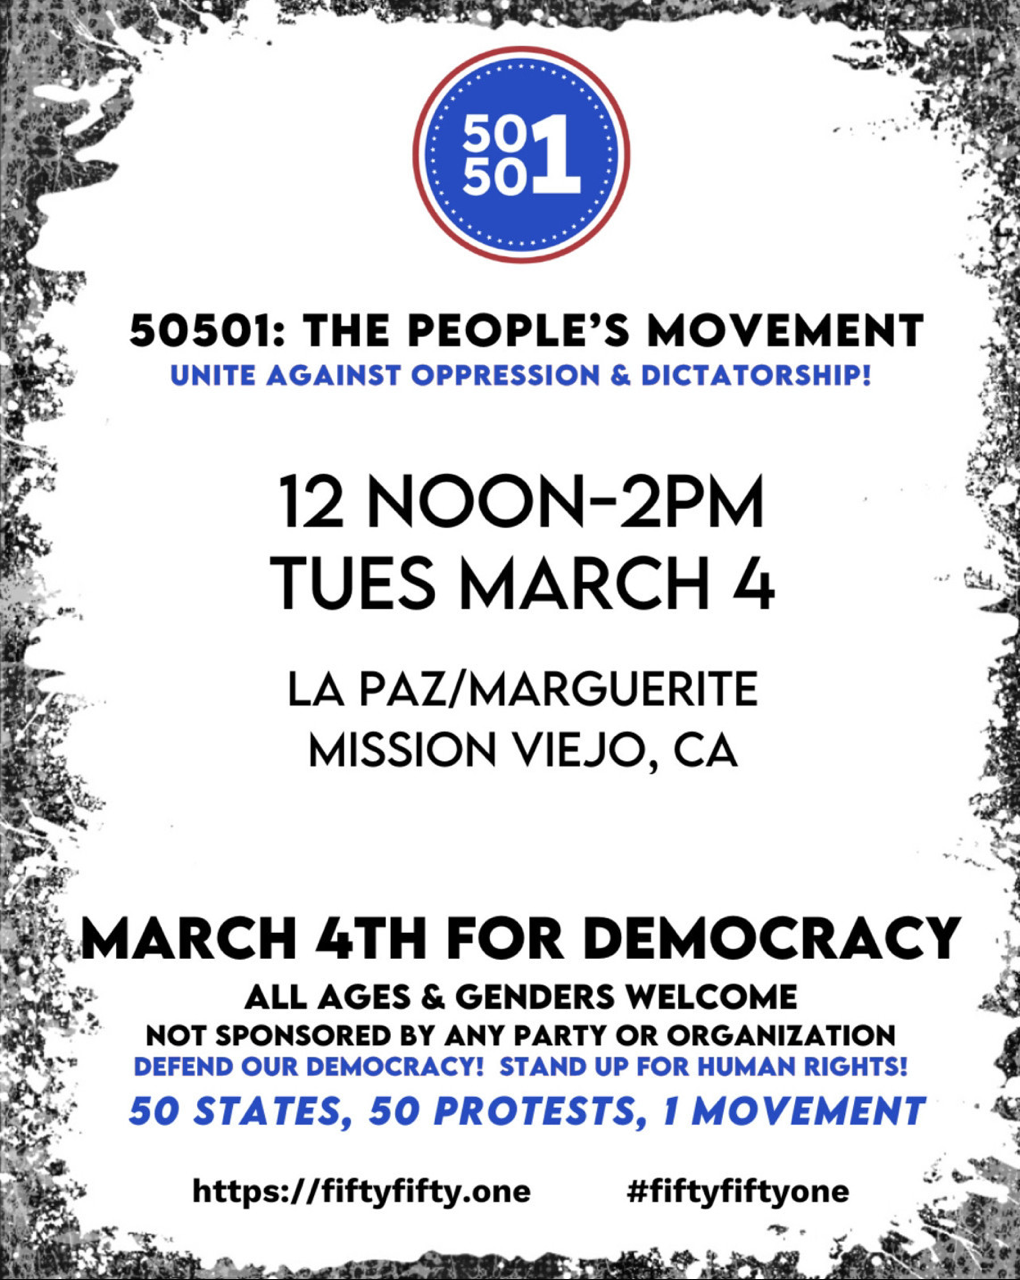 50
50 1
50501: THE PEOPLE'S MOVEMENT
UNITE AGAINST OPPRESSION & DICTATORSHIP!
12 NOON-2PM
TUES MARCH 4
LA PAZ/MARGUERITE
MISSION VIEJO, CA
MARCH 4TH FOR DEMOCRACY
ALL AGES & GENDERS WELCOME
NOT SPONSORED BY ANY PARTY OR ORGANIZATION
DEFEND OUR DEMOCRACY! STAND UP FOR HUMAN RIGHTS!
50 STATES, 50 PROTESTS, 1 MOVEMENT
https://fiftyfifty.one #fiftyfiftyone